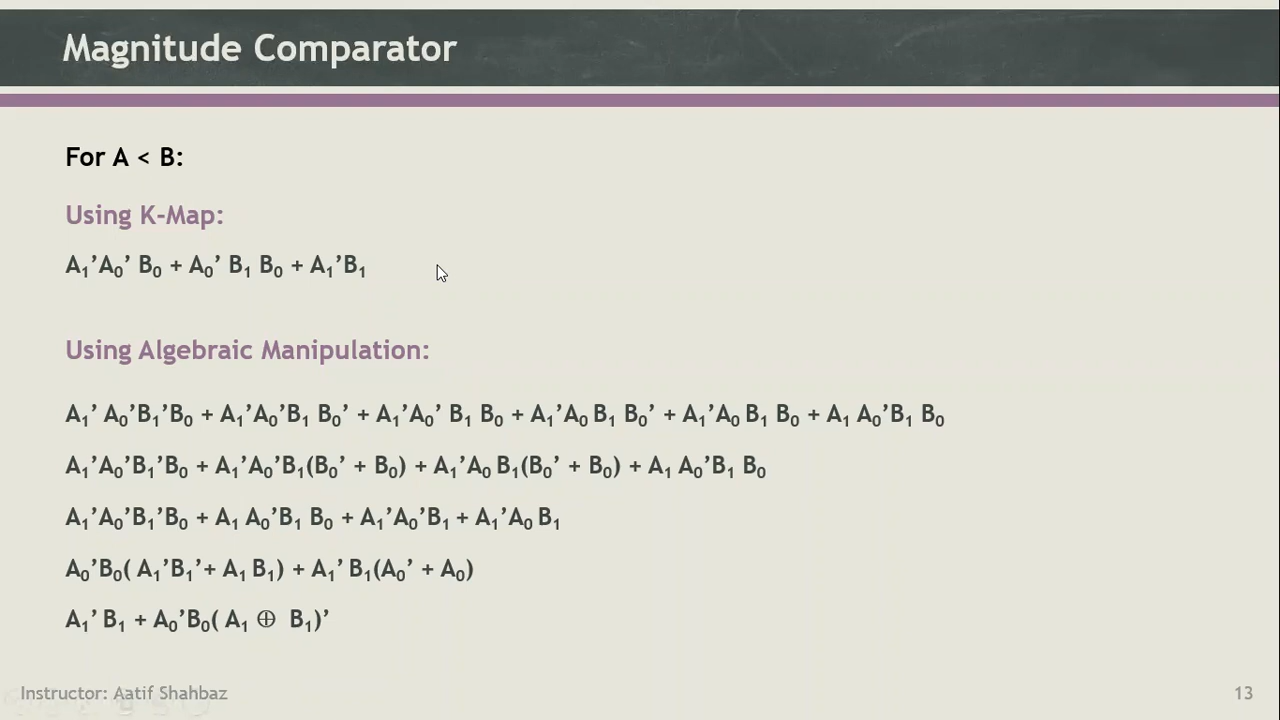 Magnitude Comparator
For A < B:
Using K-Map:
A₁’A₀’ B₀ + A₀’ B₁ B₀ + A₁’B₁
Using Algebraic Manipulation:
A₁’ A₀’B₁’B₀ + A₁’A₀’B₁ B₀’ + A₁’A₀’ B₁ B₀ + A₁’A₀ B₁ B₀’ + A₁’A₀ B₁ B₀ + A₁ A₀’B₁ B₀
A₁’A₀’B₁’B₀ + A₁’A₀’B₁(B₀’ + B₀) + A₁’A₀ B₁(B₀’ + B₀) + A₁ A₀’B₁ B₀
A₁’A₀’B₁’B₀ + A₁ A₀’B₁ B₀ + A₁’A₀’B₁ + A₁’A₀ B₁
A₀’B₀( A₁’B₁’+ A₁ B₁) + A₁’ B₁(A₀’ + A₀)
A₁’ B₁ + A₀’B₀( A₁ ⊕ B₁)’
Instructor: Aatif Shahbaz
13